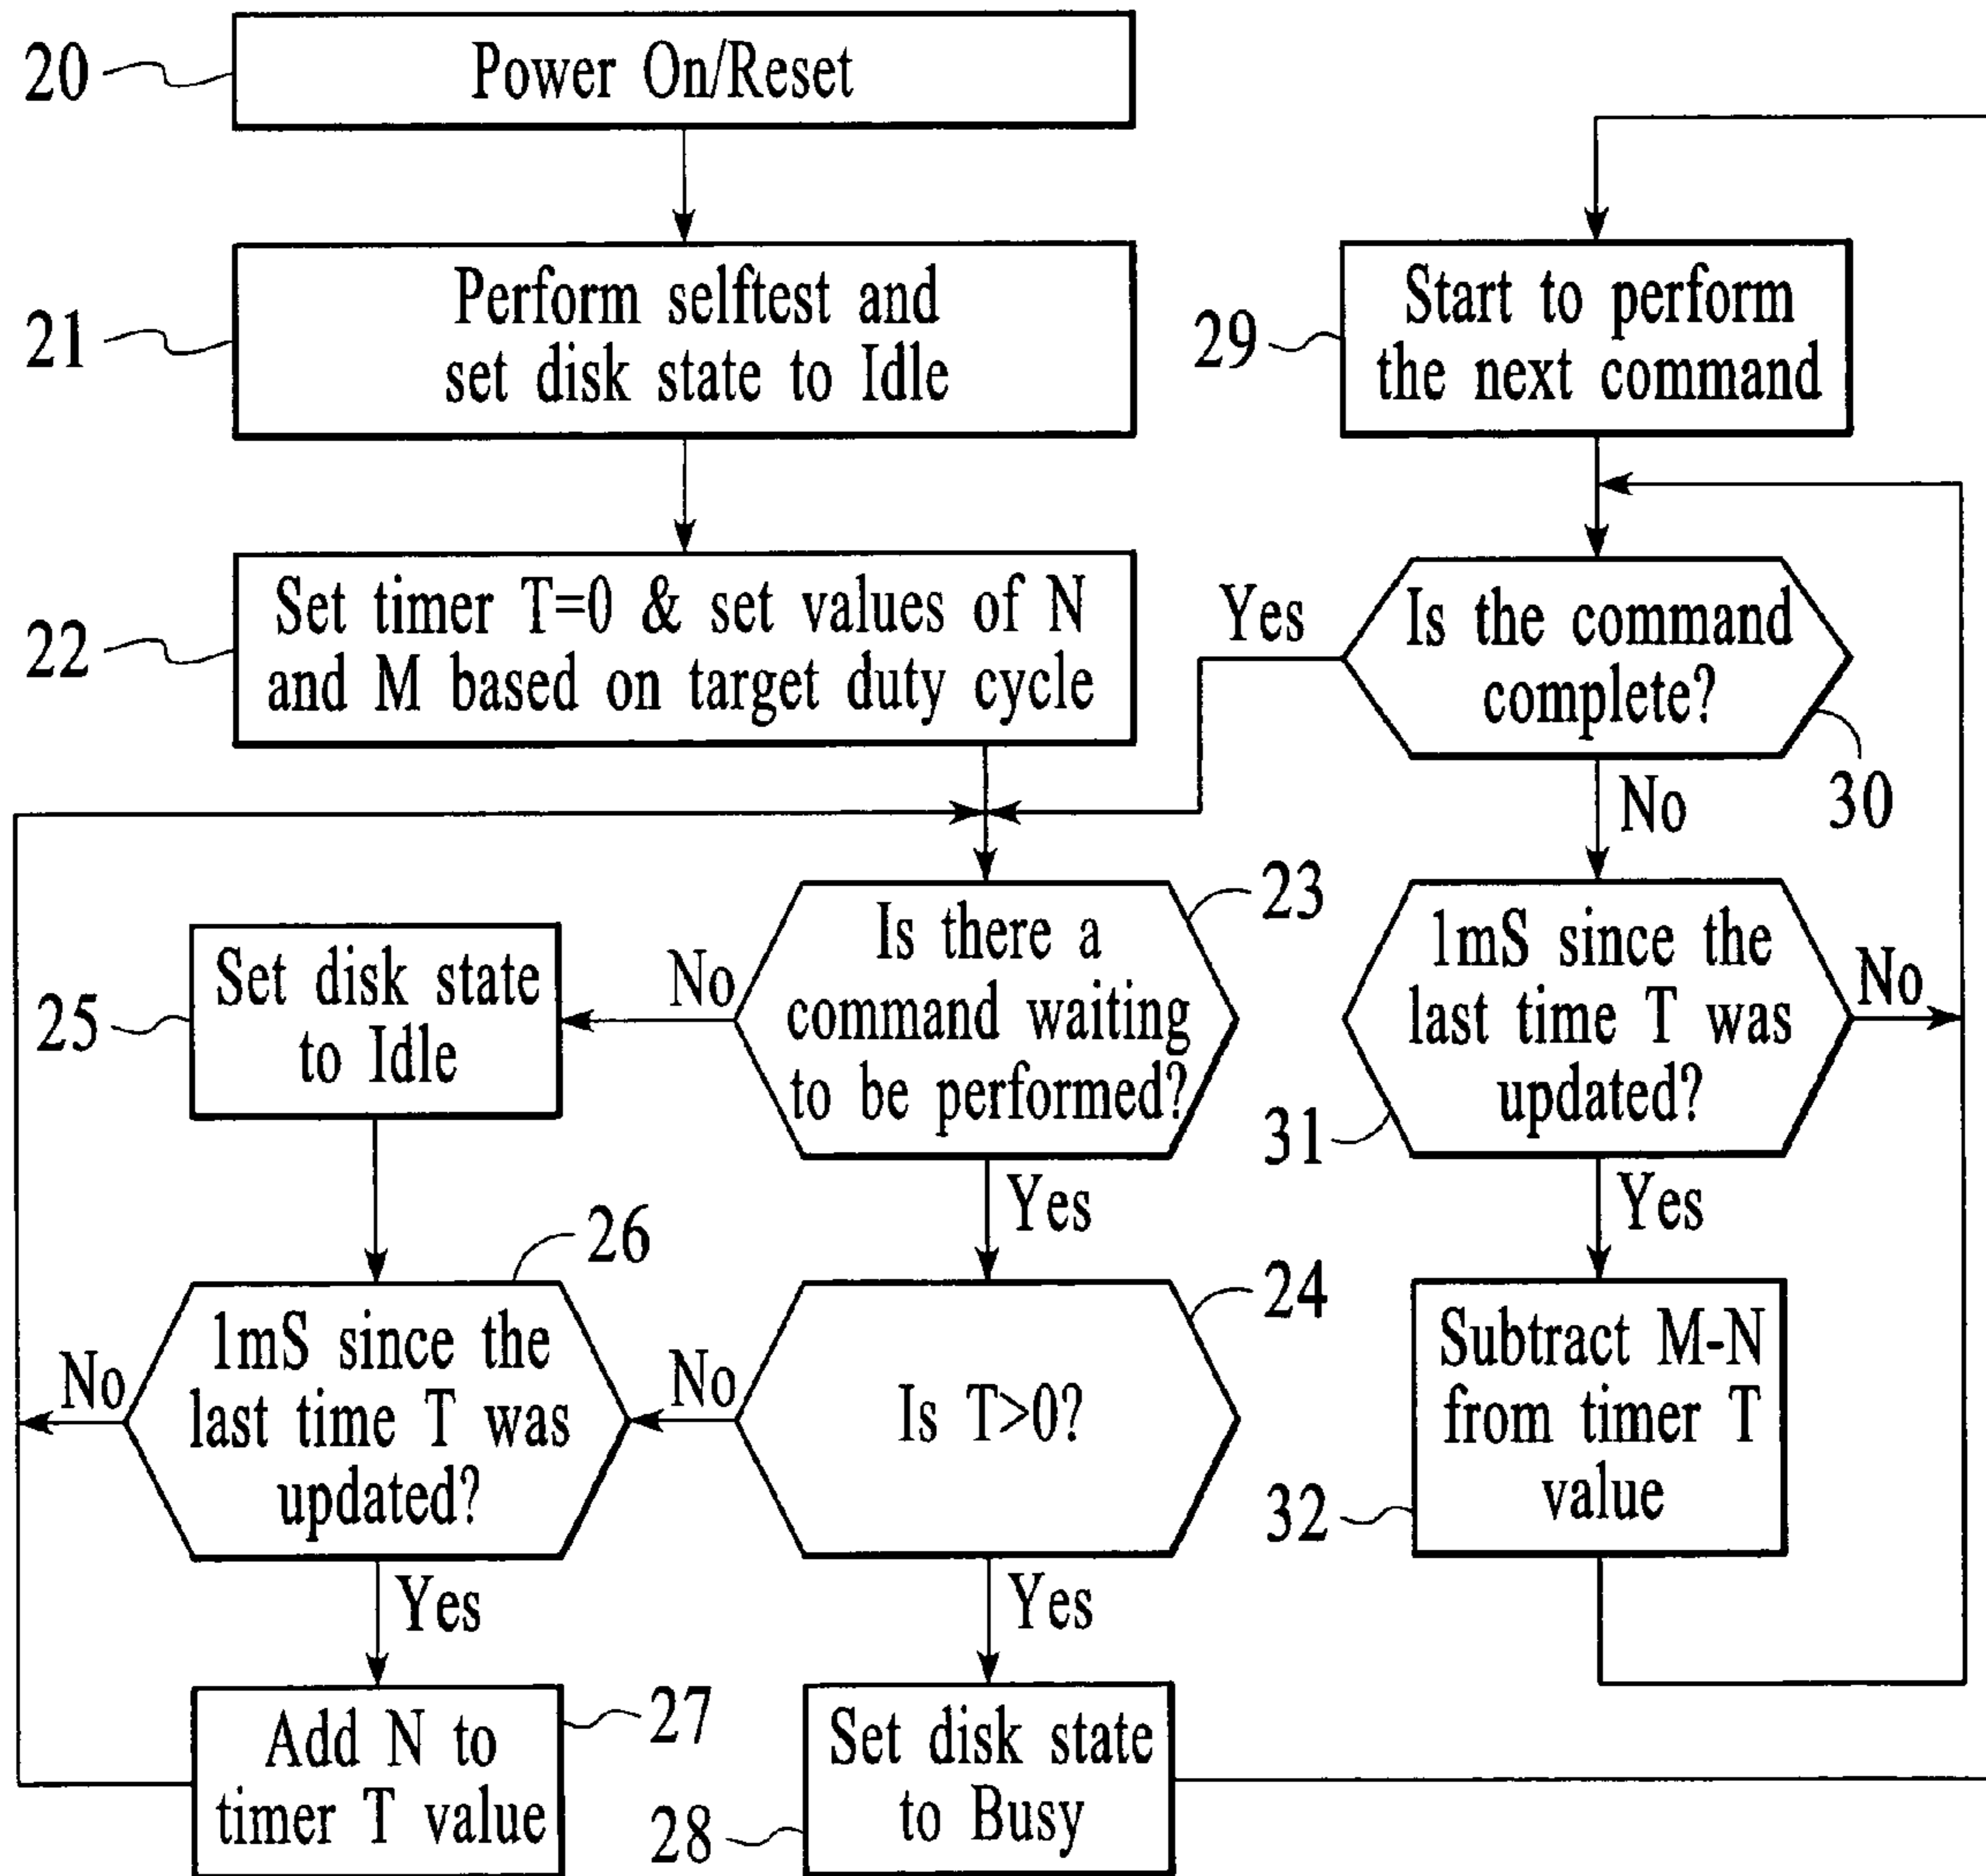 20
Power On/Reset
21
Perform selftest and
set disk state to Idle
22
Set timer T=0 & set values of N
and M based on target duty cycle
29
Start to perform
the next command
Yes
Is the command
complete?
30
No
23
Is there a
command waiting
to be performed?
No
Yes
25
Set disk state
to Idle
31
1mS since the
last time T was
updated?
No
Yes
26
1mS since the
last time T was
updated?
No
Yes
24
Is T>0?
No
Yes
32
Subtract M-N
from timer T
value
27
Add N to
timer T value
28
Set disk state
to Busy